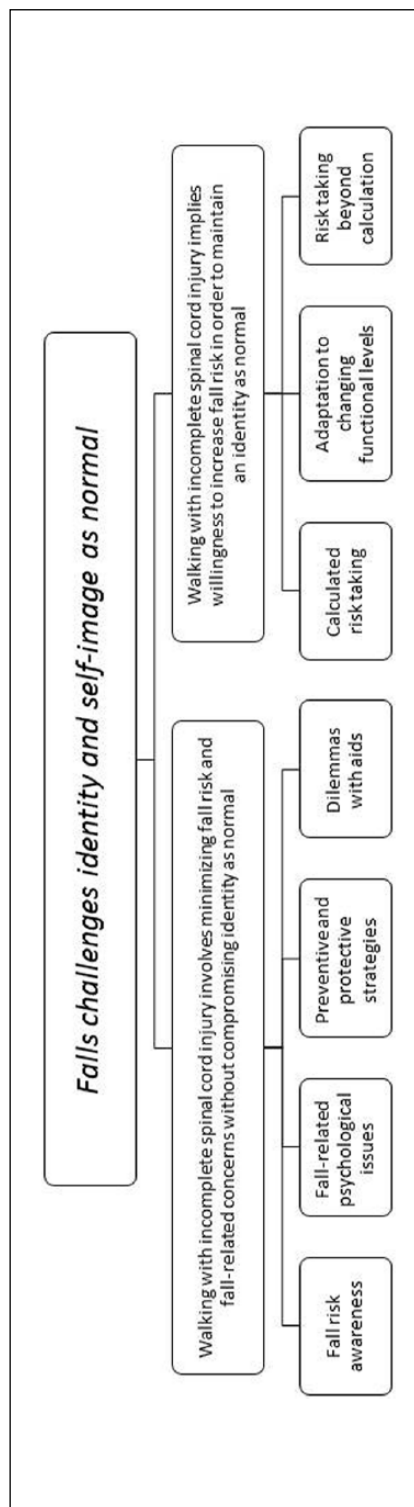 Falls challenges identity and self-image as normal
Walking with incomplete spinal cord injury involves minimizing fall risk and
fall-related concerns without compromising identity as normal
Walking with incomplete spinal cord injury implies
willingness to increase fall risk in order to maintain
an identity as normal
Fall risk
awareness
Fall-related
psychological
issues
Preventive and
protective
strategies
Dilemmas
with aids
Calculated
risk taking
Adaptation to
changing
functional levels
Risk taking
beyond
calculation